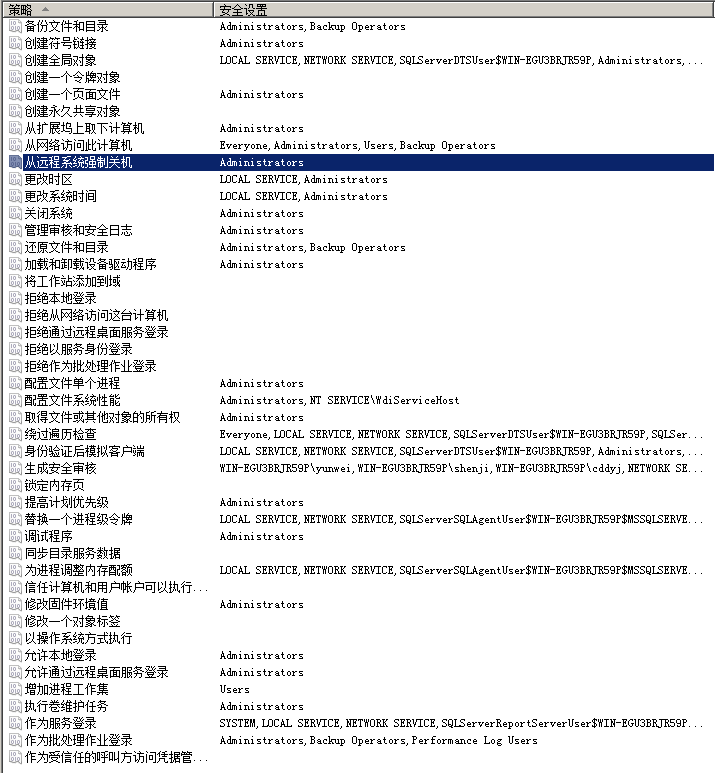 策略 安全设置
备份文件和目录 Administrators,Backup Operators
创建符号链接 Administrators
创建全局对象 LOCAL SERVICE,NETWORK SERVICE,SQLServerDTSUser$WIN-EGU3BRJR59P,Administrators,...
创建一个令牌对象
创建一个页面文件 Administrators
创建永久共享对象
从扩展坞上取下计算机 Administrators
从网络访问此计算机 Everyone,Administrators,Users,Backup Operators
从远程系统强制关机 Administrators
更改时区 LOCAL SERVICE,Administrators
更改系统时间 LOCAL SERVICE,Administrators
关闭系统 Administrators
管理审核和安全日志 Administrators
还原文件和目录 Administrators,Backup Operators
加载和卸载设备驱动程序 Administrators
将工作站添加到域
拒绝本地登录
拒绝从网络访问这台计算机
拒绝通过远程桌面服务登录
拒绝以服务身份登录
拒绝作为批处理作业登录
配置文件单个进程 Administrators
配置文件系统性能 Administrators,NT SERVICE\WdiServiceHost
取得文件或其他对象的所有权 Administrators
绕过遍历检查 Everyone,LOCAL SERVICE,NETWORK SERVICE,SQLServerDTSUser$WIN-EGU3BRJR59P,SQLSer...
身份验证后模拟客户端 LOCAL SERVICE,NETWORK SERVICE,SQLServerDTSUser$WIN-EGU3BRJR59P,Administrators,...
生成安全审核 WIN-EGU3BRJR59P\yunwei,WIN-EGU3BRJR59P\shenji,WIN-EGU3BRJR59P\cddyj,NETWORK SE...
锁定内存页
提高计划优先级 Administrators
替换一个进程级令牌 LOCAL SERVICE,NETWORK SERVICE,SQLServerSQLAgentUser$WIN-EGU3BRJR59P$MSSQLSERVE...
调试程序 Administrators
同步目录服务数据
为进程调整内存配额 LOCAL SERVICE,NETWORK SERVICE,SQLServerSQLAgentUser$WIN-EGU3BRJR59P$MSSQLSERVE...
信任计算机和用户帐户可以执行...
修改固件环境值 Administrators
修改一个对象标签
以操作系统方式执行
允许本地登录 Administrators
允许通过远程桌面服务登录 Administrators
增加进程工作集 Users
执行卷维护任务 Administrators
作为服务登录 SYSTEM,LOCAL SERVICE,NETWORK SERVICE,SQLServerReportServerUser$WIN-EGU3BRJR59P...
作为批处理作业登录 Administrators,Backup Operators,Performance Log Users
作为受信任的呼叫方访问凭据管...